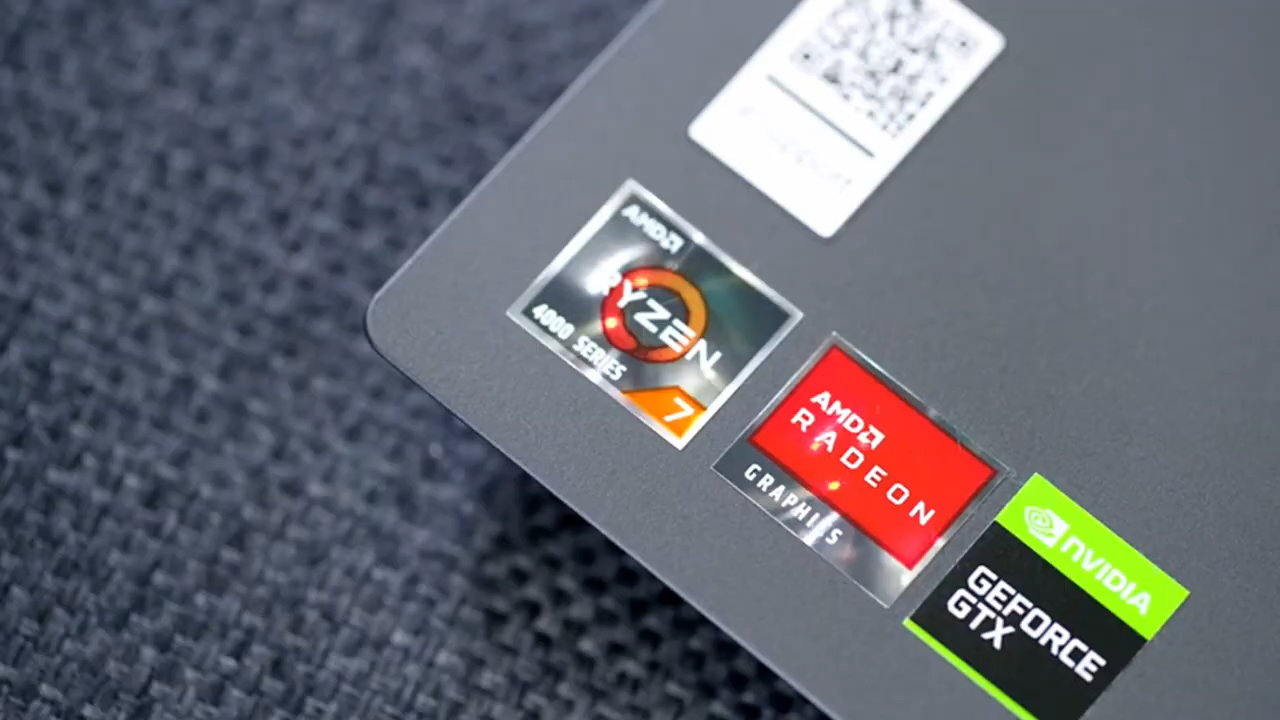 AMD
RYZEN
4000 SERIES
7
AMD
RADEON
GRAPHICS
NVIDIA
GEFORCE
GTX